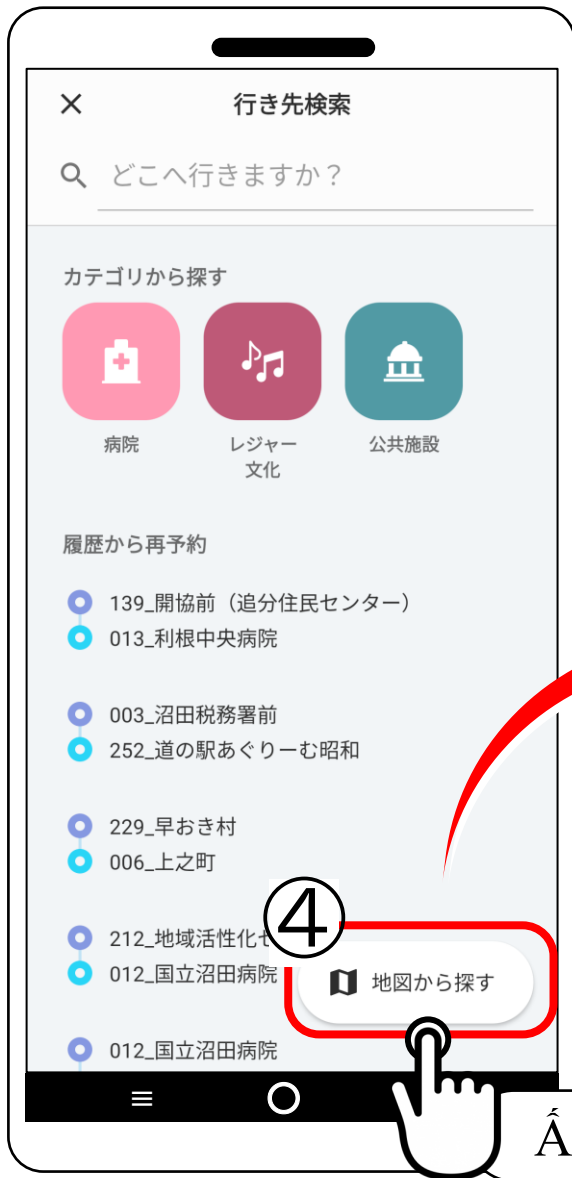 行き先検索
どこへ行きますか？
カテゴリから探す
病院
レジャー
文化
公共施設
履歴から再予約
139_開協前（追分住民センター）
013_利根中央病院
003_沼田税務署前
252_道の駅あぐりーむ昭和
229_早おき村
006_上之町
④
212_地域活性化セ
012_国立沼田病院
地図から探す
012_国立沼田病院
Ấ